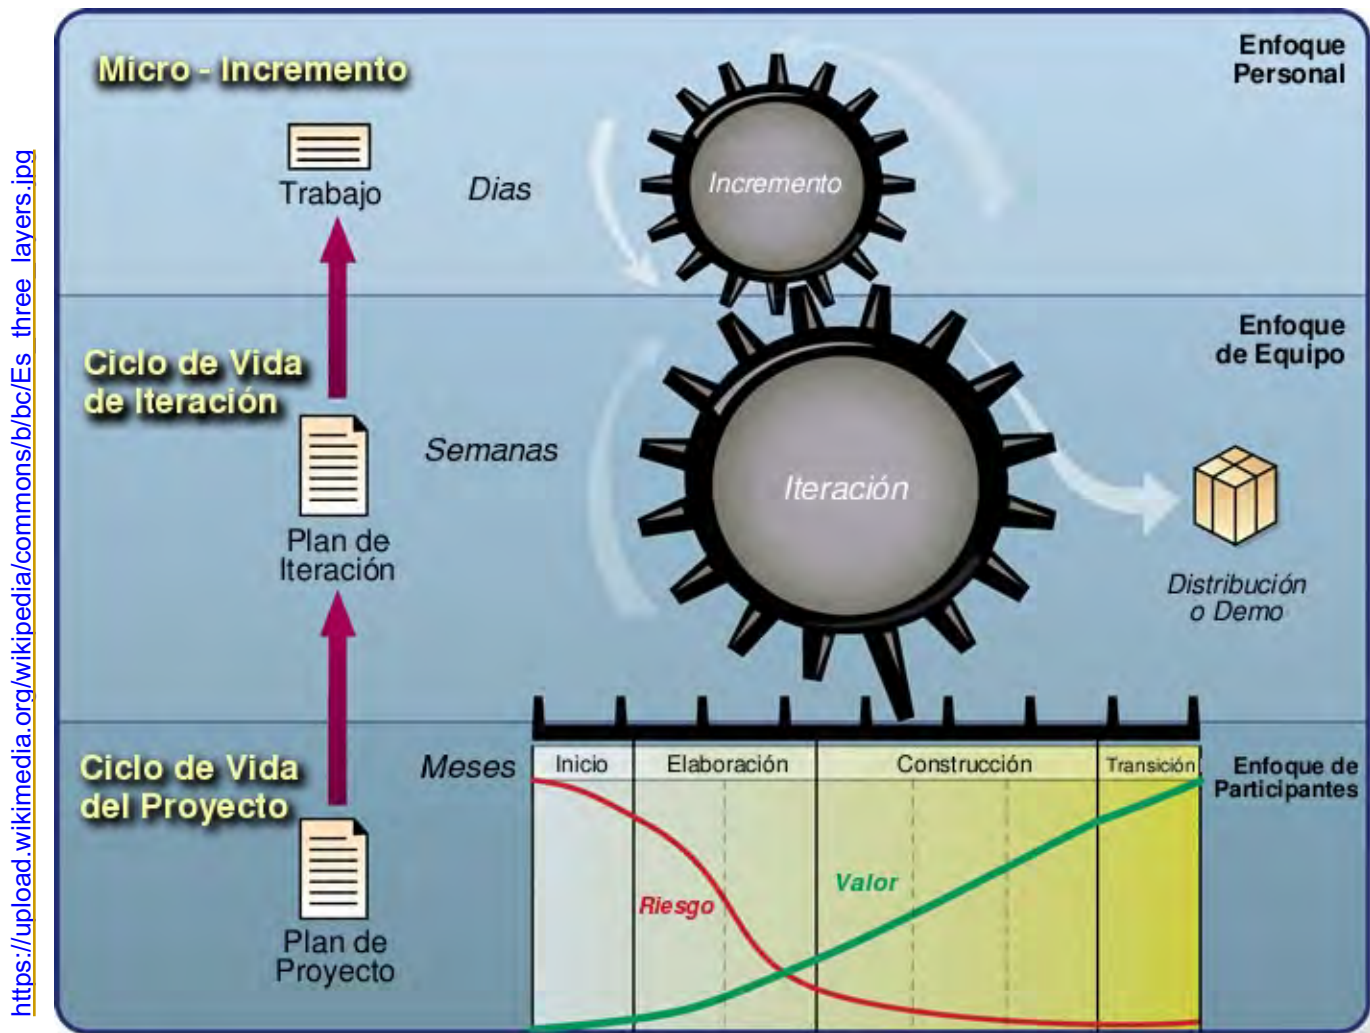 https://upload.wikimedia.org/wikipedia/commons/b/bc/Es_three_layers.jpg
Micro - Incremento
Enfoque
Personal
Trabajo
Dias
Incremento
Ciclo de Vida
de Iteración
Enfoque
de Equipo
Semanas
Iteración
Plan de
Iteración
Distribución
o Demo
Ciclo de Vida
del Proyecto
Meses
Inicio
Elaboración
Construcción
Transición
Enfoque de
Participantes
Valor
Riesgo
Plan de
Proyecto